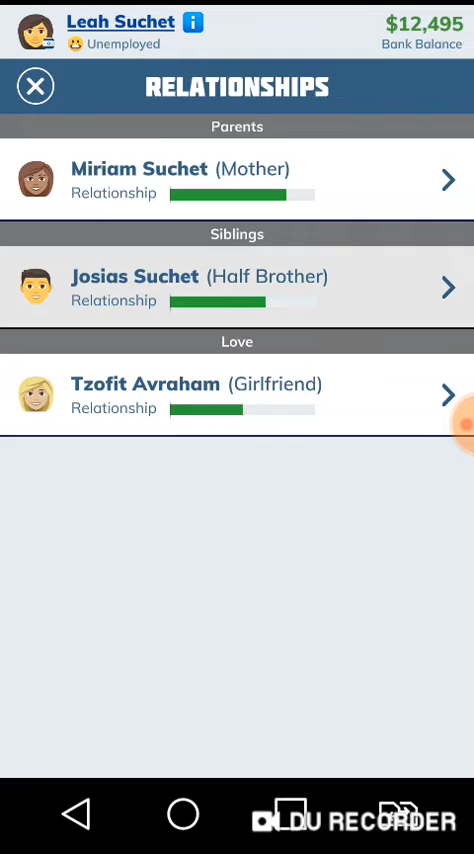 Leah Suchet i $12,495
Unemployed Bank Balance
RELATIONSHIPS
Parents
Miriam Suchet (Mother)
Relationship
Siblings
Josias Suchet (Half Brother)
Relationship
Love
Tzofit Avraham (Girlfriend)
Relationship
DU RECORDER